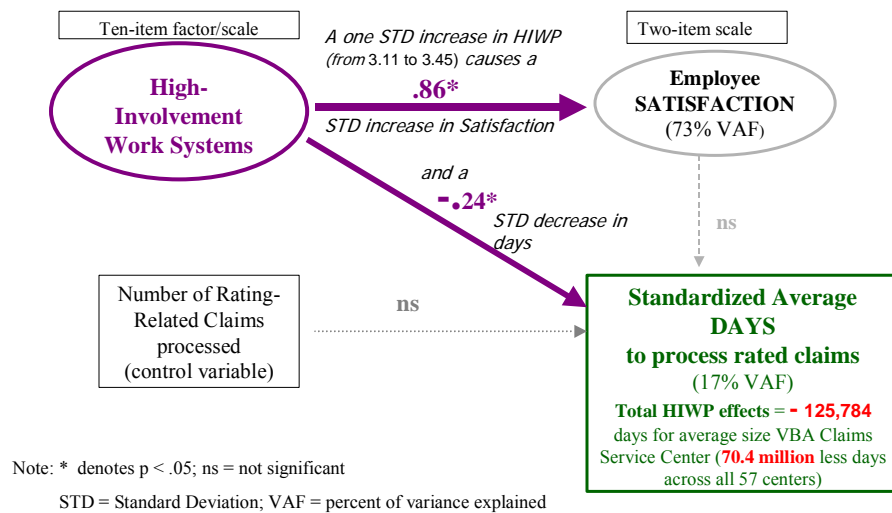 Ten-item factor/scale
A one STD increase in HIWP
(from 3.11 to 3.45) causes a
.86*
STD increase in Satisfaction
Two-item scale
High-
Involvement
Work Systems
Employee
SATISFACTION
(73% VAF)
and a
-.24*
STD decrease in
days
ns
Number of Rating-
Related Claims
processed
(control variable)
ns
Standardized Average
DAYS
to process rated claims
(17% VAF)
Total HIWP effects = - 125,784
days for average size VBA Claims
Service Center (70.4 million less days
across all 57 centers)
Note: * denotes p < .05; ns = not significant
STD = Standard Deviation; VAF = percent of variance explained